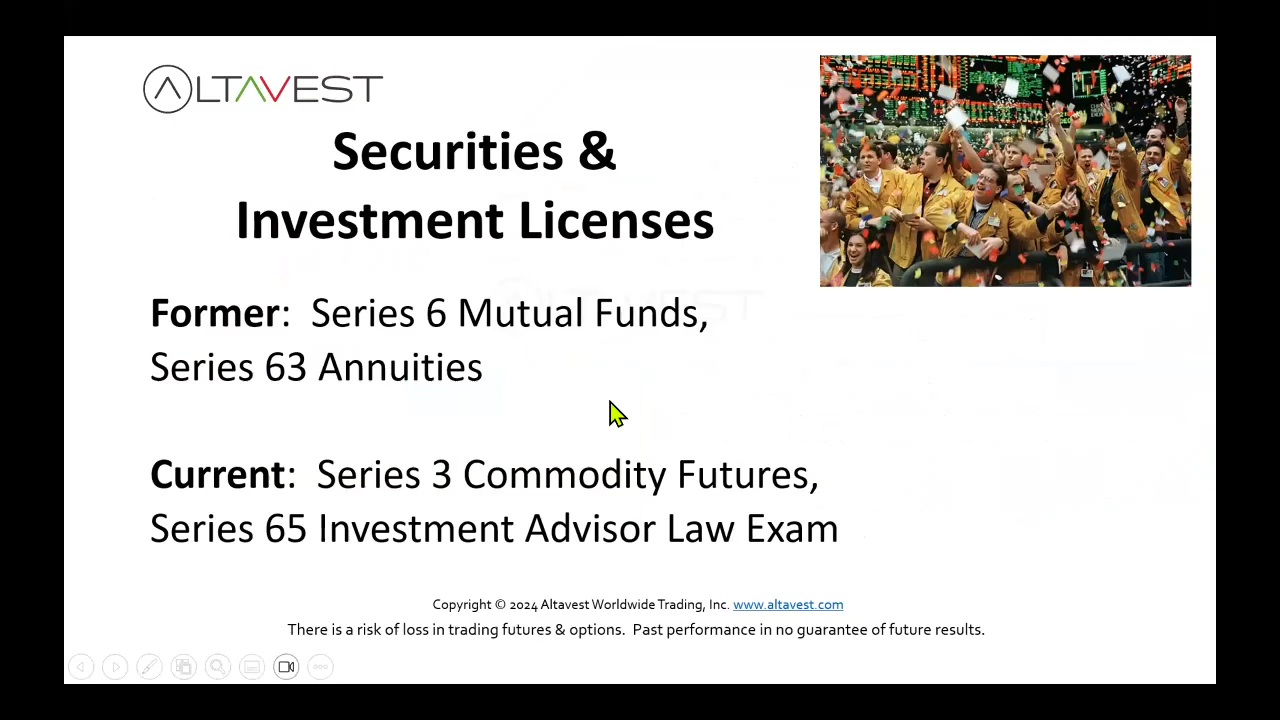 ALTAVEST
Securities &
Investment Licenses
Former:  Series 6 Mutual Funds,
Series 63 Annuities
Current:  Series 3 Commodity Futures,
Series 65 Investment Advisor Law Exam
Copyright © 2024 Altavest Worldwide Trading, Inc. www.altavest.com
There is a risk of loss in trading futures & options.  Past performance in no guarantee of future results.